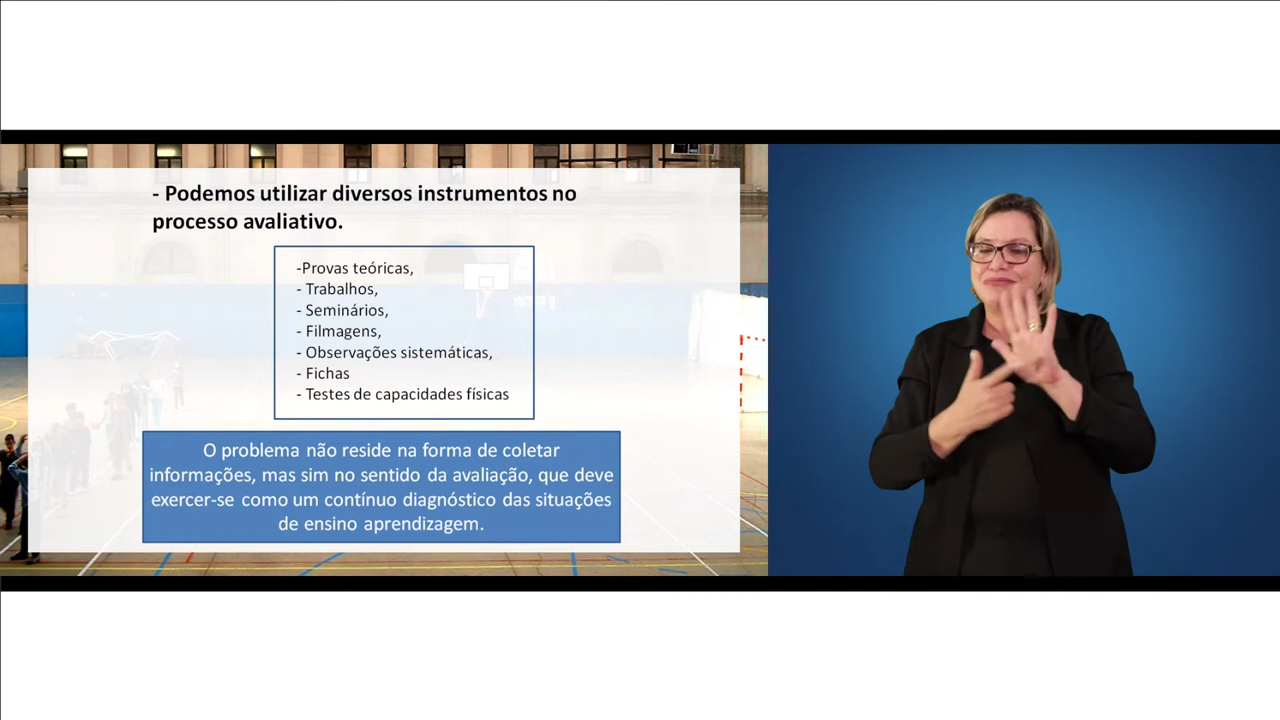 - Podemos utilizar diversos instrumentos no
processo avaliativo.
-Provas teóricas,
- Trabalhos,
- Seminários,
- Filmagens,
- Observações sistemáticas,
- Fichas
- Testes de capacidades físicas
O problema não reside na forma de coletar
informações, mas sim no sentido da avaliação, que deve
exercer-se como um contínuo diagnóstico das situações
de ensino aprendizagem.